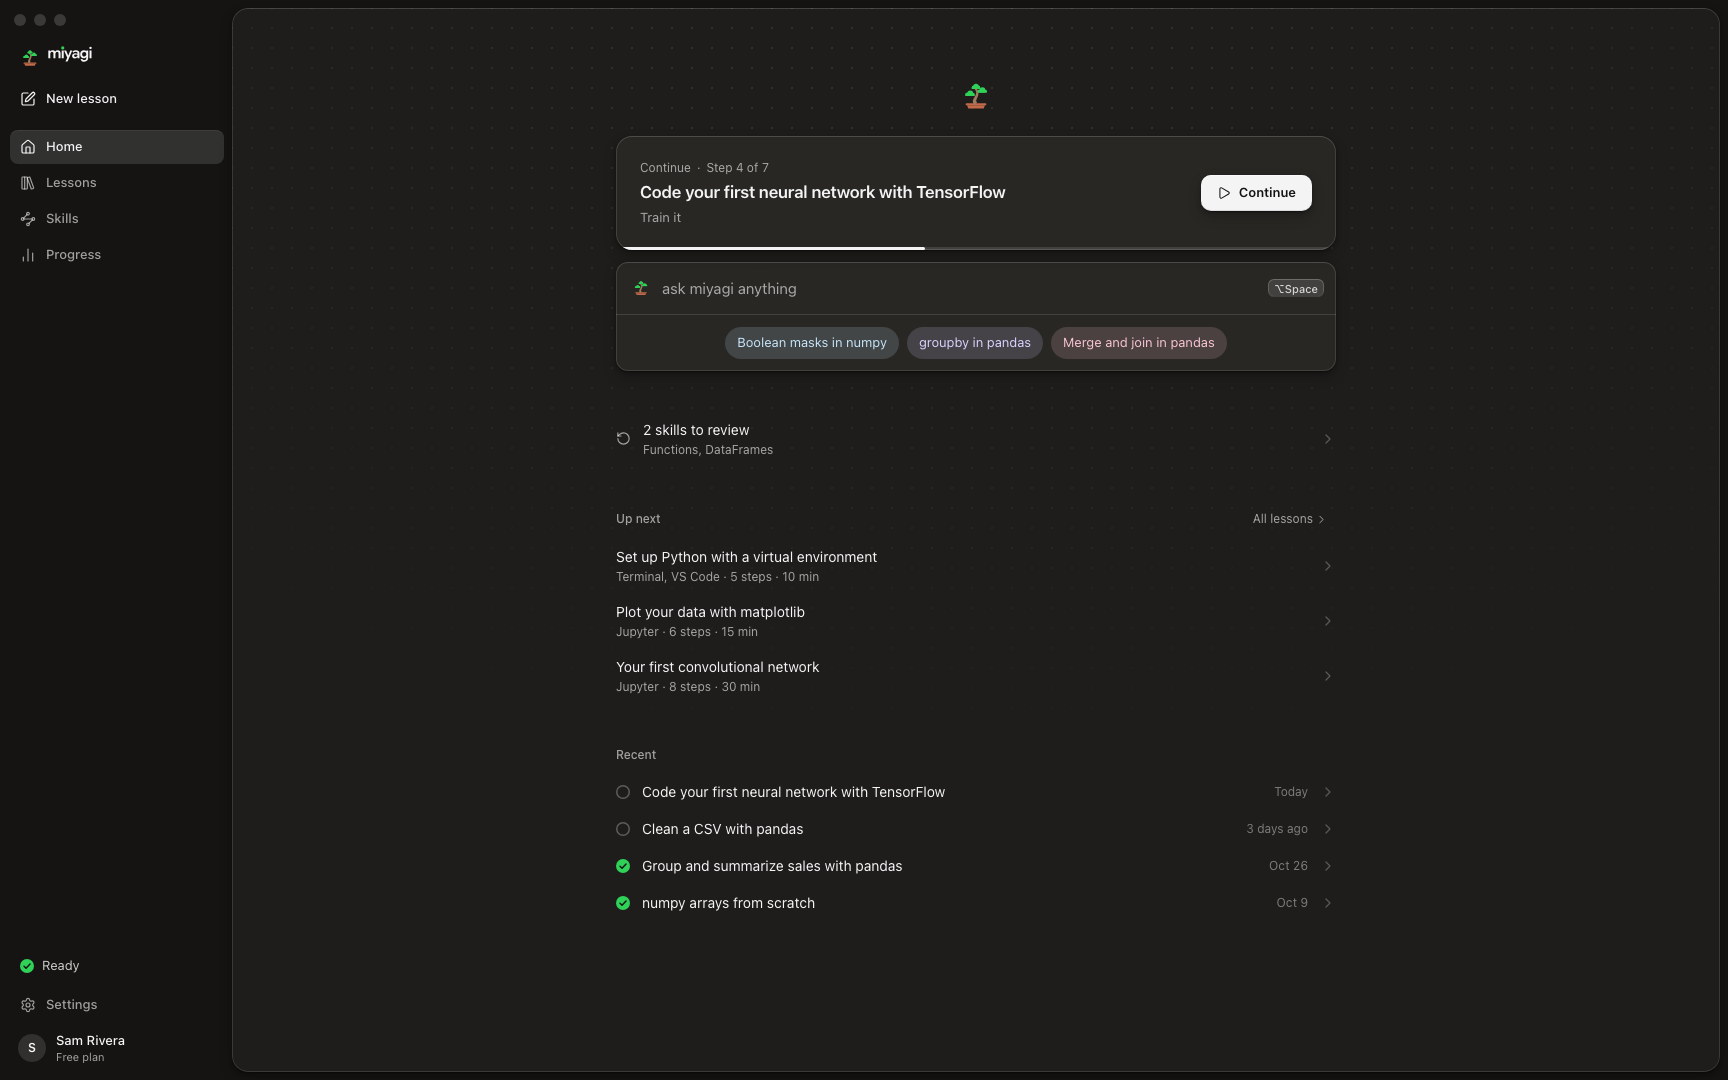 miyagi
New lesson
Home
Lessons
Skills
Progress
Ready
Settings
S
Sam Rivera
Free plan
Continue · Step 4 of 7
Code your first neural network with TensorFlow
Train it
Continue
ask miyagi anything
⌥Space
Boolean masks in numpy
groupby in pandas
Merge and join in pandas
2 skills to review
Functions, DataFrames
Up next
All lessons
Set up Python with a virtual environment
Terminal, VS Code · 5 steps · 10 min
Plot your data with matplotlib
Jupyter · 6 steps · 15 min
Your first convolutional network
Jupyter · 8 steps · 30 min
Recent
Code your first neural network with TensorFlow Today
Clean a CSV with pandas 3 days ago
Group and summarize sales with pandas Oct 26
numpy arrays from scratch Oct 9